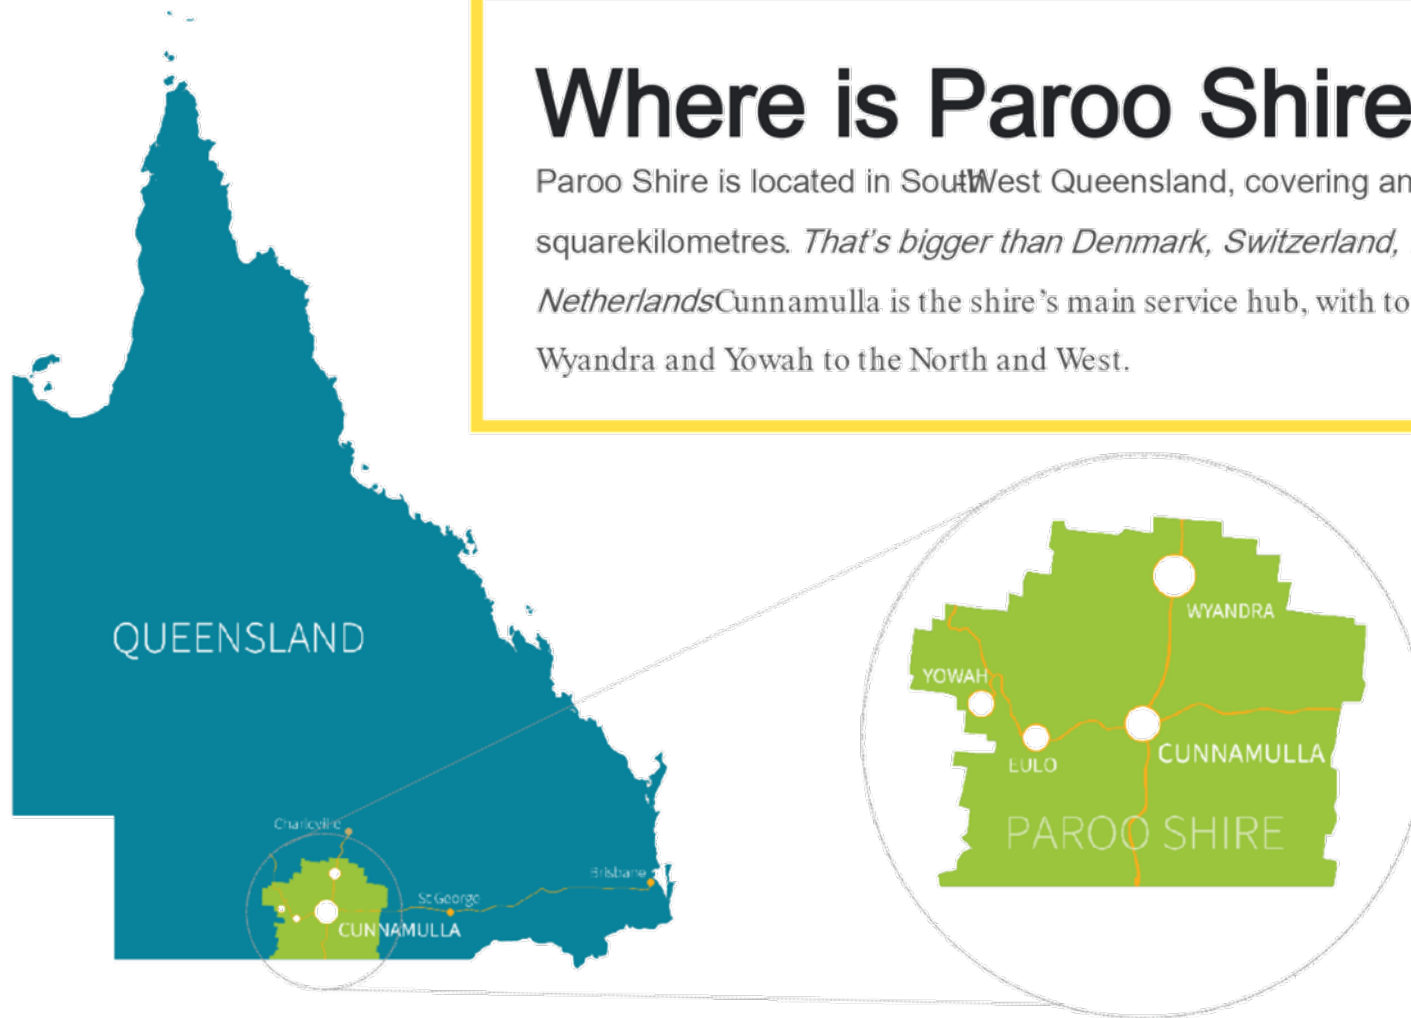 Where is Paroo Shire
Paroo Shire is located in South-West Queensland, covering an
squarekilometres. That's bigger than Denmark, Switzerland,
NetherlandsCunnamulla is the shire's main service hub, with to
Wyandra and Yowah to the North and West.
QUEENSLAND
WYANDRA
YOWAH
EULO
CUNNAMULLA
PAROO SHIRE
Charleville
Brisbane
St George
CUNNAMULLA